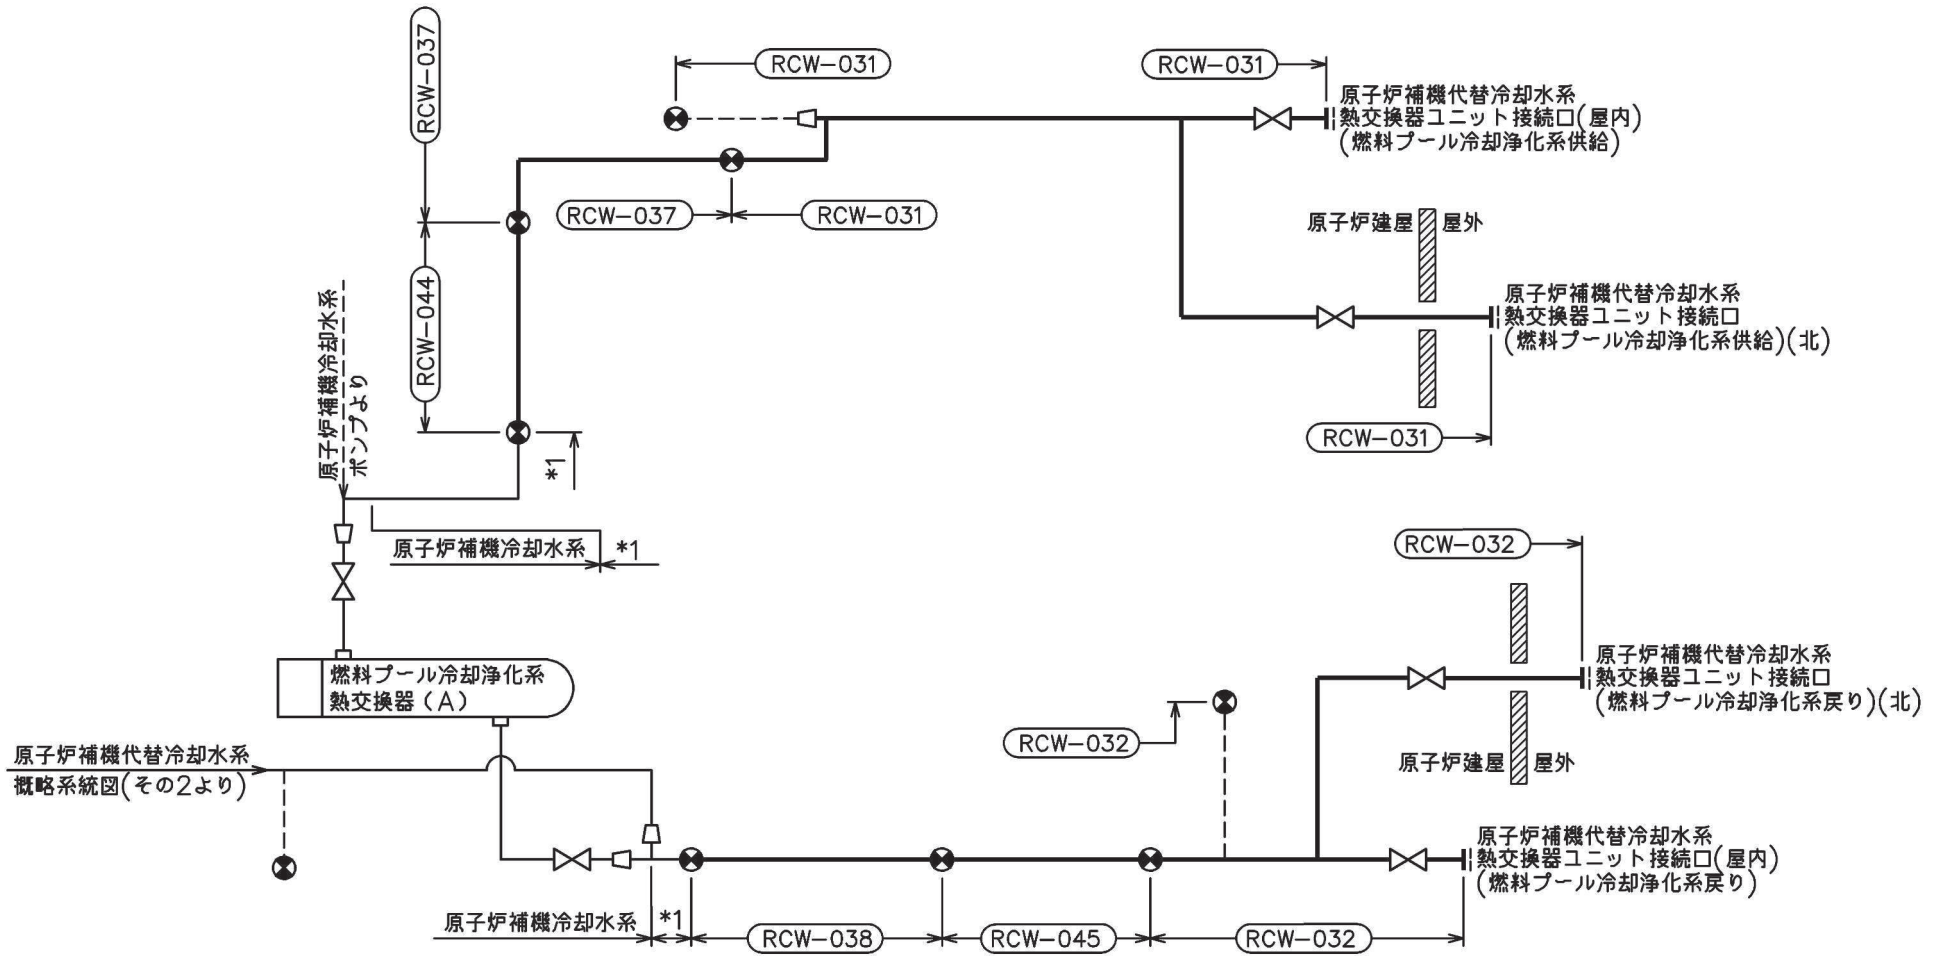 RCW-037
RCW-031
RCW-031
原子炉補機代替冷却水系
熱交換器ユニット接続口(屋内)
(燃料プール冷却浄化系供給)
RCW-037
RCW-031
原子炉建屋
屋外
RCW-044
原子炉補機冷却水系
ポンプより
原子炉補機代替冷却水系
熱交換器ユニット接続口
(燃料プール冷却浄化系供給)(北)
RCW-031
*1
原子炉補機冷却水系
*1
RCW-032
燃料プール冷却浄化系
熱交換器(A)
原子炉補機代替冷却水系
熱交換器ユニット接続口
(燃料プール冷却浄化系戻り)(北)
RCW-032
原子炉建屋
屋外
原子炉補機代替冷却水系
概略系統図(その2より)
原子炉補機代替冷却水系
熱交換器ユニット接続口(屋内)
(燃料プール冷却浄化系戻り)
原子炉補機冷却水系
*1
RCW-038
RCW-045
RCW-032